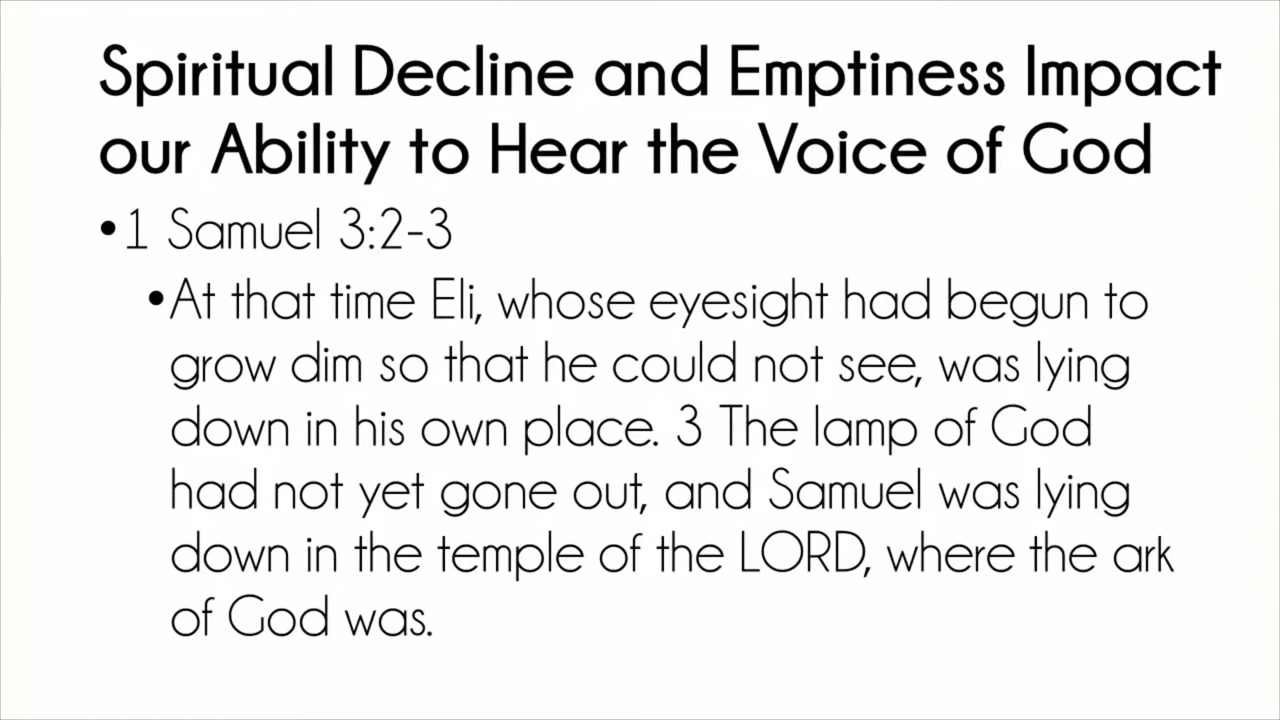 Spiritual Decline and Emptiness Impact
our Ability to Hear the Voice of God
•1 Samuel 3:2-3
•At that time Eli, whose eyesight had begun to
grow dim so that he could not see, was lying
down in his own place. 3 The lamp of God
had not yet gone out, and Samuel was lying
down in the temple of the LORD, where the ark
of God was.